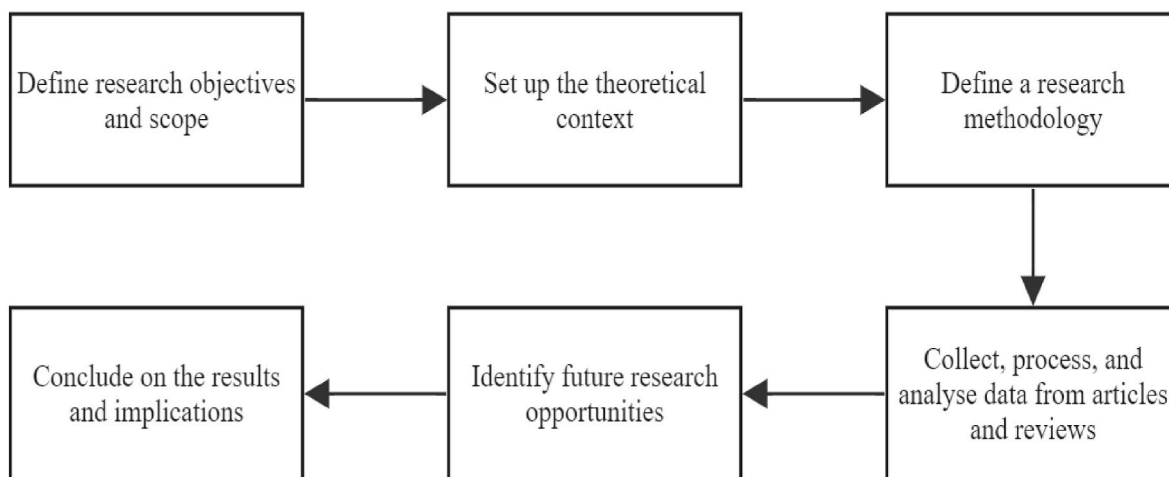 Define research objectives
and scope
Set up the theoretical
context
Define a research
methodology
Collect, process, and
analyse data from articles
and reviews
Identify future research
opportunities
Conclude on the results
and implications